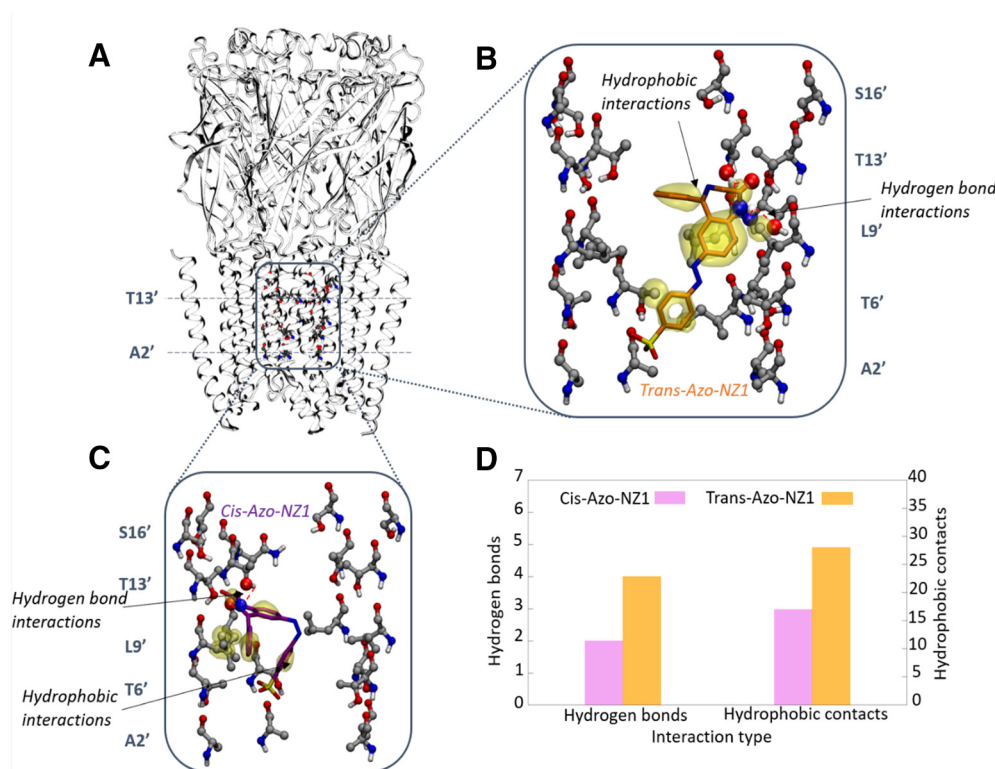 A
T13'
A2'
B
Hydrophobic
interactions
S16'
T13'
Hydrogen bond
interactions
L9'
T6'
A2'
Trans-Azo-NZ1
C
Cis-Azo-NZ1
S16'
T13'
Hydrogen bond
interactions
L9'
T6'
Hydrophobic
interactions
A2'
D
Cis-Azo-NZ1
Trans-Azo-NZ1
Hydrogen bonds
7
6
5
4
3
2
1
0
40
35
30
25
20
15
10
5
0
Hydrophobic contacts
Hydrogen bonds
Hydrophobic contacts
Interaction type